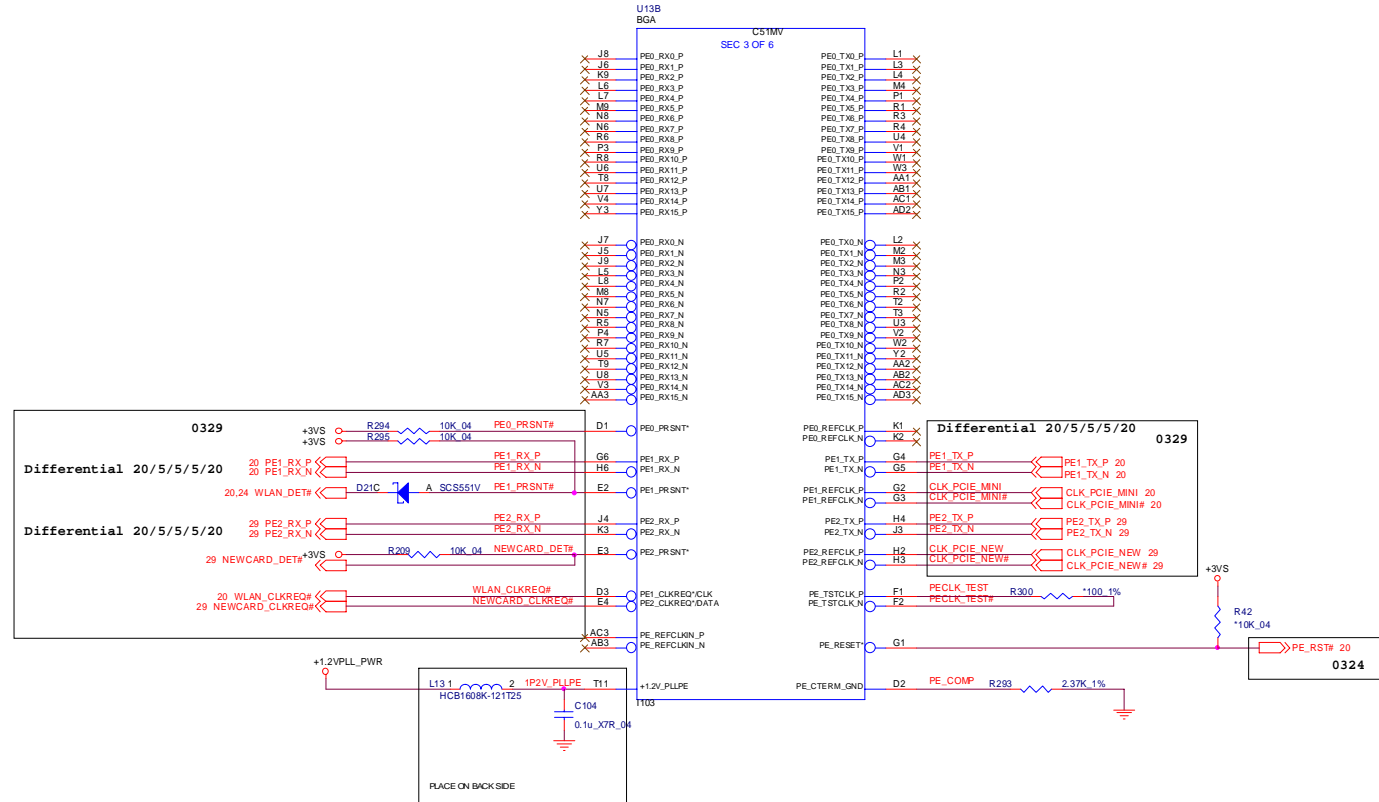 U13B
BGA
C51MV
SEC 3 OF 6
J8 PE0_RX0_P PE0_TX0_P L1
J6 PE0_RX1_P PE0_TX1_P L3
K9 PE0_RX2_P PE0_TX2_P L4
L6 PE0_RX3_P PE0_TX3_P M4
L7 PE0_RX4_P PE0_TX4_P P1
M9 PE0_RX5_P PE0_TX5_P R1
N8 PE0_RX6_P PE0_TX6_P R3
N6 PE0_RX7_P PE0_TX7_P R4
R6 PE0_RX8_P PE0_TX8_P U4
P3 PE0_RX9_P PE0_TX9_P V1
R8 PE0_RX10_P PE0_TX10_P W1
U6 PE0_RX11_P PE0_TX11_P W3
T8 PE0_RX12_P PE0_TX12_P AA1
U7 PE0_RX13_P PE0_TX13_P AB1
V4 PE0_RX14_P PE0_TX14_P AC1
Y3 PE0_RX15_P PE0_TX15_P AD2
J7 PE0_RX0_N PE0_TX0_N L2
J5 PE0_RX1_N PE0_TX1_N M2
J9 PE0_RX2_N PE0_TX2_N M3
L5 PE0_RX3_N PE0_TX3_N N3
L8 PE0_RX4_N PE0_TX4_N P2
M8 PE0_RX5_N PE0_TX5_N R2
N7 PE0_RX6_N PE0_TX6_N T2
N5 PE0_RX7_N PE0_TX7_N T3
R5 PE0_RX8_N PE0_TX8_N U3
P4 PE0_RX9_N PE0_TX9_N V2
R7 PE0_RX10_N PE0_TX10_N W2
U5 PE0_RX11_N PE0_TX11_N Y2
T9 PE0_RX12_N PE0_TX12_N AA2
U8 PE0_RX13_N PE0_TX13_N AB2
V3 PE0_RX14_N PE0_TX14_N AC2
AA3 PE0_RX15_N PE0_TX15_N AD3
0329 +3VS R294 10K_04 PE0_PRSNT# D1 PE0_PRSNT* PE0_REFCLK_P K1 Differential 20/5/5/5/20
+3VS R295 10K_04 PE0_REFCLK_N K2 0329
Differential 20/5/5/5/20 20 PE1_RX_P PE1_RX_P G6 PE1_RX_P PE1_TX_P G4 PE1_TX_P PE1_TX_P 20
20 PE1_RX_N PE1_RX_N H6 PE1_RX_N PE1_TX_N G5 PE1_TX_N PE1_TX_N 20
20,24 WLAN_DET# D21C A SCS551V PE1_PRSNT# E2 PE1_PRSNT* PE1_REFCLK_P G2 CLK_PCIE_MINI CLK_PCIE_MINI 20
PE1_REFCLK_N G3 CLK_PCIE_MINI# CLK_PCIE_MINI# 20
Differential 20/5/5/5/20 29 PE2_RX_P PE2_RX_P J4 PE2_RX_P PE2_TX_P H4 PE2_TX_P PE2_TX_P 29
29 PE2_RX_N PE2_RX_N K3 PE2_RX_N PE2_TX_N J3 PE2_TX_N PE2_TX_N 29
+3VS R209 10K_04 NEWCARD_DET# E3 PE2_PRSNT* PE2_REFCLK_P H2 CLK_PCIE_NEW CLK_PCIE_NEW 29
29 NEWCARD_DET# PE2_REFCLK_N H3 CLK_PCIE_NEW# CLK_PCIE_NEW# 29
+3VS
20 WLAN_CLKREQ# WLAN_CLKREQ# D3 PE1_CLKREQ*/CLK PE_TSTCLK_P F1 PECLK_TEST R300 *100_1%
29 NEWCARD_CLKREQ# NEWCARD_CLKREQ# E4 PE2_CLKREQ*/DATA PE_TSTCLK_N F2 PECLK_TEST#
R42
*10K_04
AC3 PE_REFCLKIN_P
AB3 PE_REFCLKIN_N PE_RESET* G1 PE_RST# 20
0324
+1.2VPLL_PWR
L13 1 2 1P2V_PLLPE T11 +1.2V_PLLPE PE_CTERM_GND D2 PE_COMP R293 2.37K_1%
HCB1608K-121T25
T103
C104
0.1u_X7R_04
PLACE ON BACK SIDE